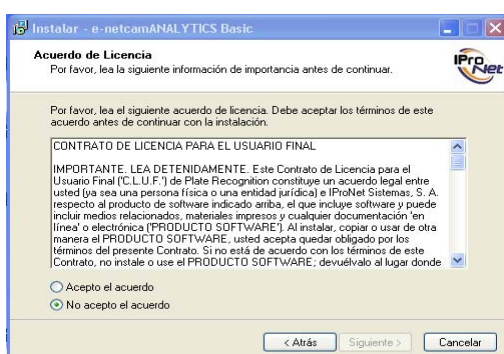 Instalar - e-netcamANALYTICS Basic
Acuerdo de Licencia
Por favor, lea la siguiente información de importancia antes de continuar.
IProNet
Por favor, lea el siguiente acuerdo de licencia. Debe aceptar los términos de este
acuerdo antes de continuar con la instalación.
CONTRATO DE LICENCIA PARA EL USUARIO FINAL
IMPORTANTE. LEA DETENIDAMENTE. Este Contrato de Licencia para el
Usuario Final ('C.L.U.F.') de Plate Recognition constituye un acuerdo legal entre
usted (ya sea una persona física o una entidad jurídica) e IProNet Sistemas, S. A.
respecto al producto de software indicado arriba, el que incluye software y puede
incluir medios relacionados, materiales impresos y cualquier documentación 'en
línea' o electrónica ('PRODUCTO SOFTWARE'). Al instalar, copiar o usar de otra
manera el PRODUCTO SOFTWARE, usted acepta quedar obligado por los
términos del presente Contrato. Si no está de acuerdo con los términos de este
Contrato, no instale o use el PRODUCTO SOFTWARE; devuélvalo al lugar donde
Acepto el acuerdo
No acepto el acuerdo
< Atrás
Siguiente >
Cancelar